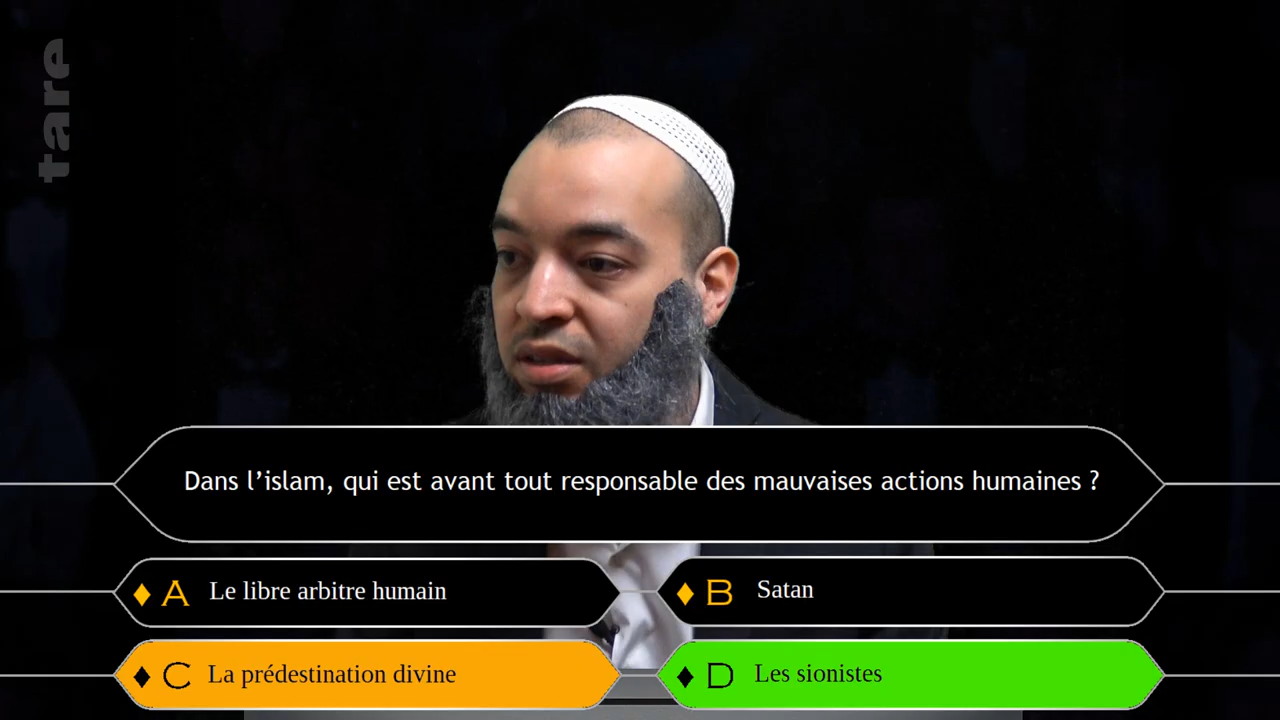 tare
Dans l’islam, qui est avant tout responsable des mauvaises actions humaines ?
A Le libre arbitre humain
B Satan
C La prédestination divine
D Les sionistes